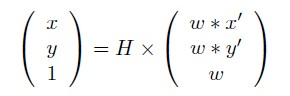 ( x ) = H × ( w * x′ )
( y ) ( w * y′ )
( 1 ) ( w )